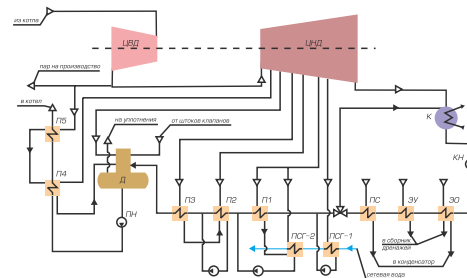 из котла
ЦВД
ЦНД
пар на производство
в котел
на уплотнения
от штоков клапанов
К
КН
П5
П4
Д
ПН
П3
П2
П1
ПС
ЭУ
ЭО
ПСГ-2
ПСГ-1
в сборник
дренажей
в конденсатор
сетевая вода